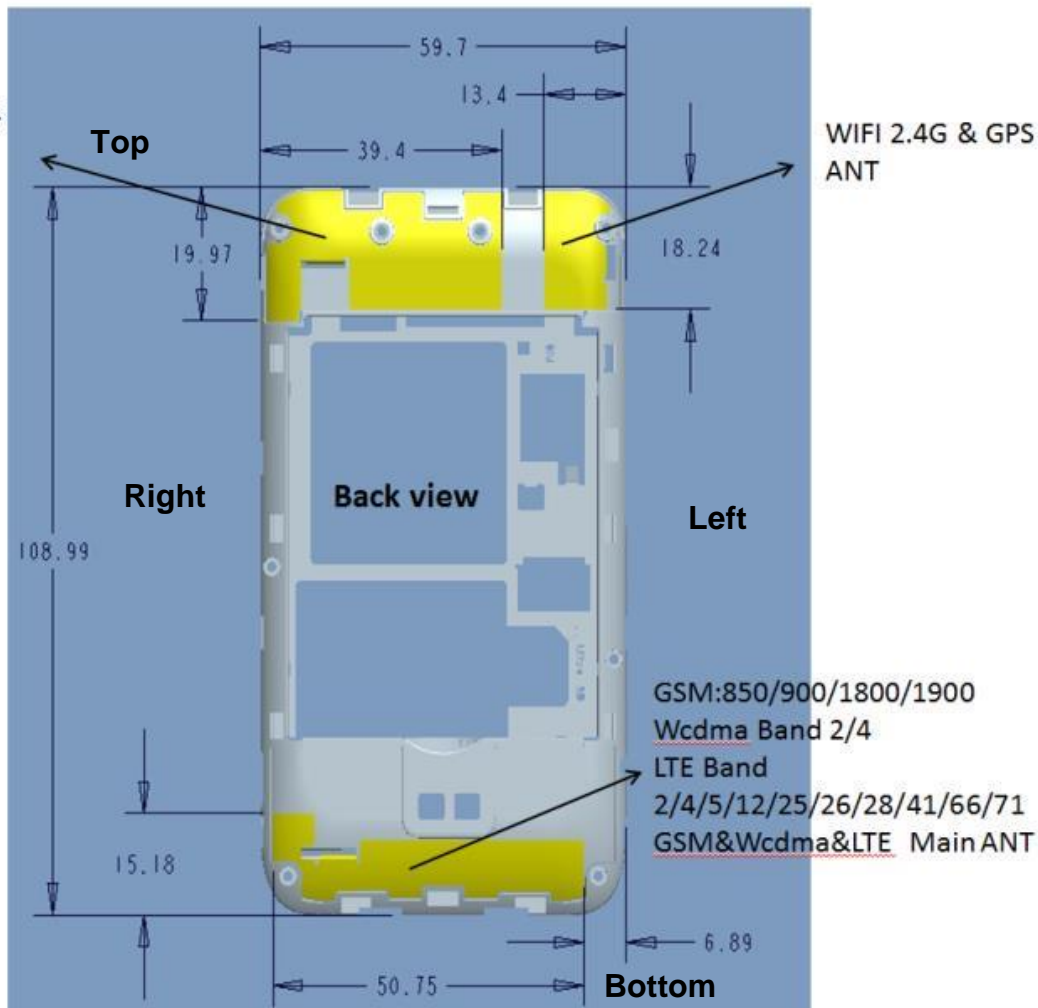 59.7
13.4
Top
WIFI 2.4G & GPS
ANT
39.4
19.97
18.24
Right
Back view
Left
108.99
GSM:850/900/1800/1900
Wcdma Band 2/4
LTE Band
2/4/5/12/25/26/28/41/66/71
GSM&Wcdma&LTE Main ANT
15.18
6.89
50.75
Bottom